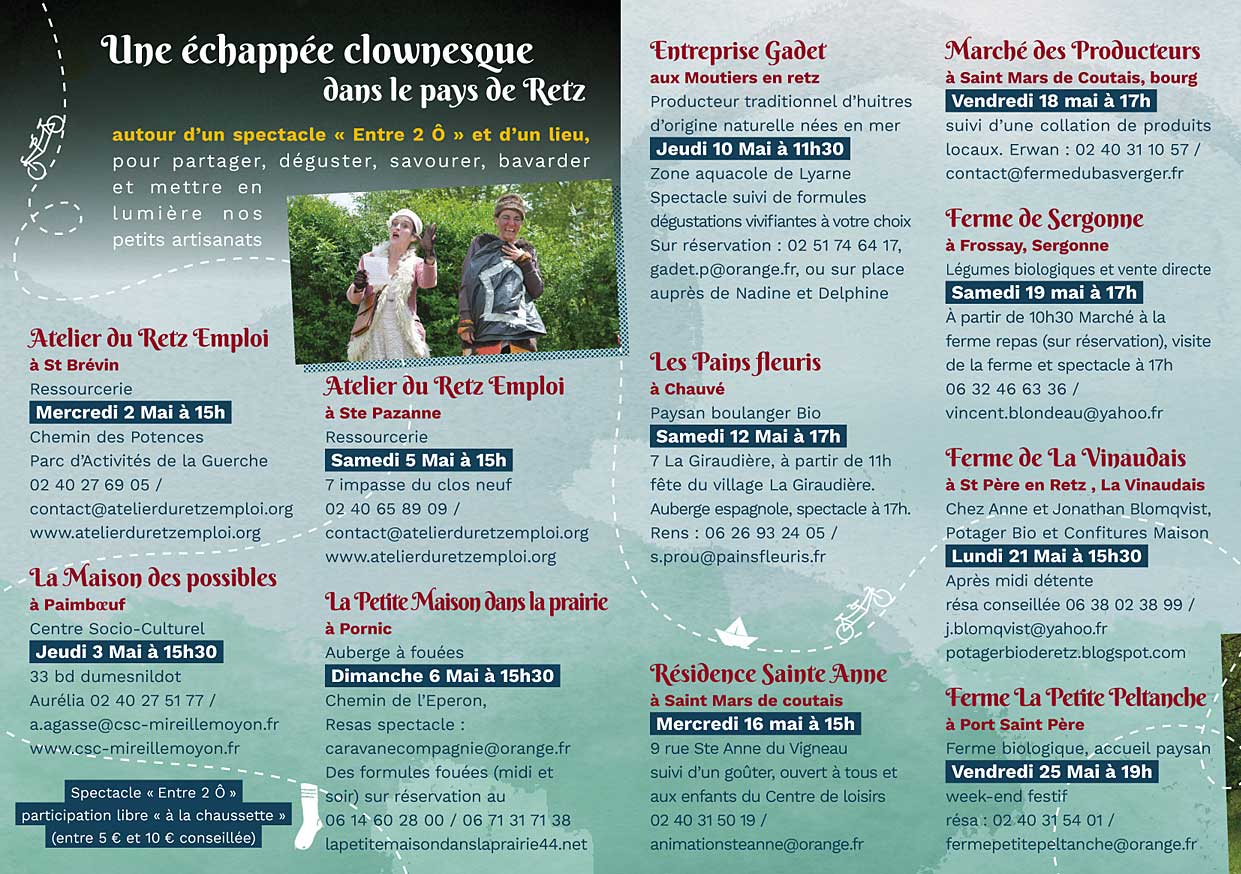 Une échappée clownesque
dans le pays de Retz
autour d'un spectacle « Entre 2 Ô » et d'un lieu,
pour partager, déguster, savourer, bavarder
et mettre en
lumière nos
petits artisanats
Atelier du Retz Emploi
à St Brévin
Ressourcerie
Mercredi 2 Mai à 15h
Chemin des Potences
Parc d'Activités de la Guerche
02 40 27 69 05 /
contact@atelierduretzemploi.org
www.atelierduretzemploi.org
La Maison des possibles
à Paimbœuf
Centre Socio-Culturel
Jeudi 3 Mai à 15h30
33 bd dumesnildot
Aurélia 02 40 27 51 77 /
a.agasse@csc-mireillemoyon.fr
www.csc-mireillemoyon.fr
Spectacle « Entre 2 Ô »
participation libre « à la chaussette »
(entre 5 € et 10 € conseillée)
Atelier du Retz Emploi
à Ste Pazanne
Ressourcerie
Samedi 5 Mai à 15h
7 impasse du clos neuf
02 40 65 89 09 /
contact@atelierduretzemploi.org
www.atelierduretzemploi.org
La Petite Maison dans la prairie
à Pornic
Auberge à fouées
Dimanche 6 Mai à 15h30
Chemin de l'Eperon,
Resas spectacle :
caravanecompagnie@orange.fr
Des formules fouées (midi et
soir) sur réservation au
06 14 60 28 00 / 06 71 31 71 38
lapetitemaisondanslaprairie44.net
Entreprise Gadet
aux Moutiers en retz
Producteur traditionnel d'huitres
d'origine naturelle nées en mer
Jeudi 10 Mai à 11h30
Zone aquacole de Lyarne
Spectacle suivi de formules
dégustations vivifiantes à votre choix
Sur réservation : 02 51 74 64 17,
gadet.p@orange.fr, ou sur place
auprès de Nadine et Delphine
Les Pains fleuris
à Chauvé
Paysan boulanger Bio
Samedi 12 Mai à 17h
7 La Giraudière, à partir de 11h
fête du village La Giraudière.
Auberge espagnole, spectacle à 17h.
Rens : 06 26 93 24 05 /
s.prou@painsfleuris.fr
Résidence Sainte Anne
à Saint Mars de coutais
Mercredi 16 mai à 15h
9 rue Ste Anne du Vigneau
suivi d'un goûter, ouvert à tous et
aux enfants du Centre de loisirs
02 40 31 50 19 /
animationsteanne@orange.fr
Marché des Producteurs
à Saint Mars de Coutais, bourg
Vendredi 18 mai à 17h
suivi d'une collation de produits
locaux. Erwan : 02 40 31 10 57 /
contact@fermedubasverger.fr
Ferme de Sergonne
à Frossay, Sergonne
Légumes biologiques et vente directe
Samedi 19 mai à 17h
À partir de 10h30 Marché à la
ferme repas (sur réservation), visite
de la ferme et spectacle à 17h
06 32 46 63 36 /
vincent.blondeau@yahoo.fr
Ferme de La Vinaudais
à St Père en Retz , La Vinaudais
Chez Anne et Jonathan Blomqvist,
Potager Bio et Confitures Maison
Lundi 21 Mai à 15h30
Après midi détente
résa conseillée 06 38 02 38 99 /
j.blomqvist@yahoo.fr
potagerbioderetz.blogspot.com
Ferme La Petite Peltanche
à Port Saint Père
Ferme biologique, accueil paysan
Vendredi 25 Mai à 19h
week-end festif
résa : 02 40 31 54 01 /
fermepetitepeltanche@orange.fr